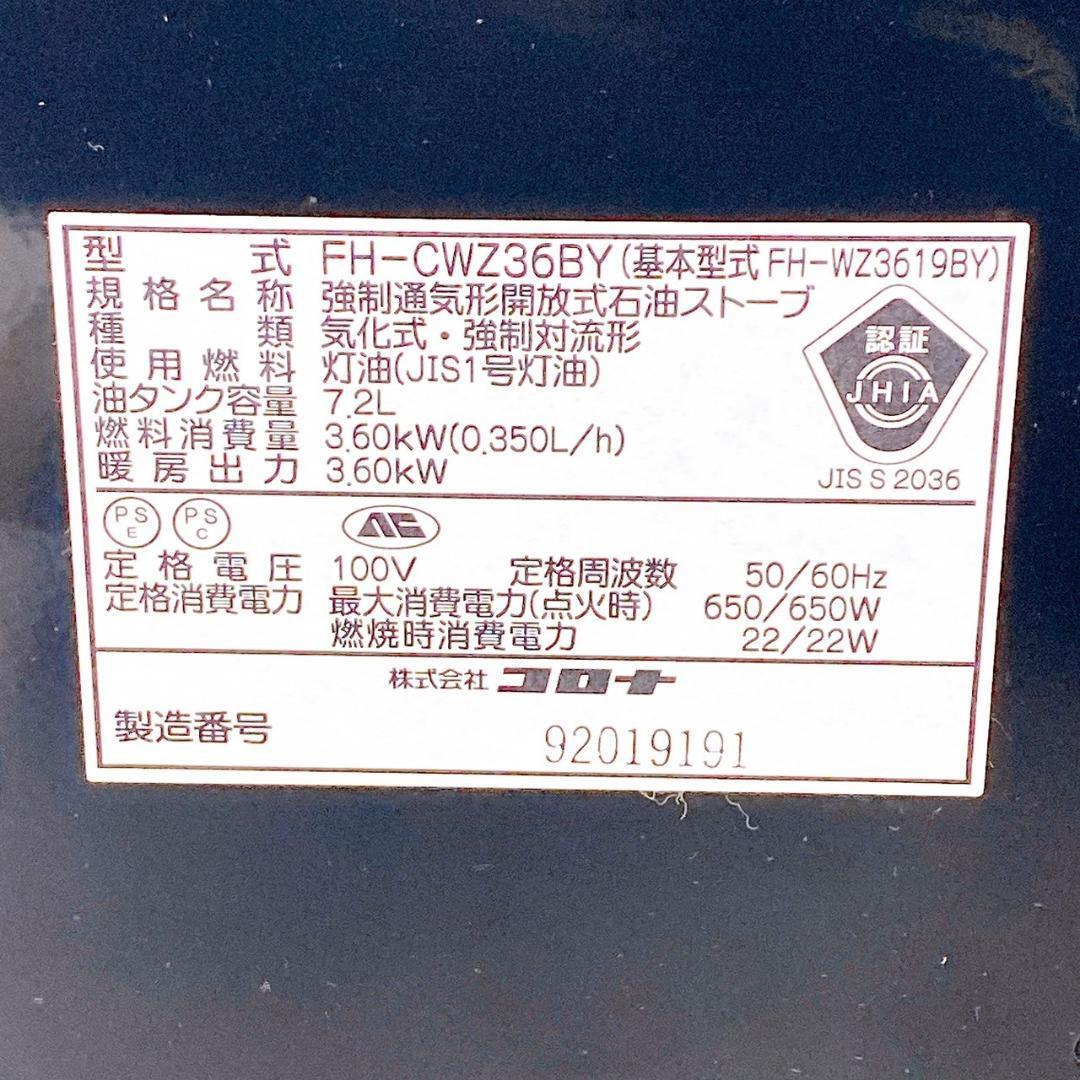 型式 FH-CWZ36BY(基本型式 FH-WZ3619BY)
規格名称 強制通気形開放式石油ストーブ
種類 気化式・強制対流形
使用燃料 灯油(JIS1号灯油)
油タンク容量 7.2L
燃料消費量 3.60kW(0.350L/h)
暖房出力 3.60kW
認証
JHIA
JIS S 2036
PS E PS C
定格電圧 100V 定格周波数 50/60Hz
定格消費電力 最大消費電力(点火時) 650/650W
燃焼時消費電力 22/22W
株式会社 コロナ
製造番号 92019191